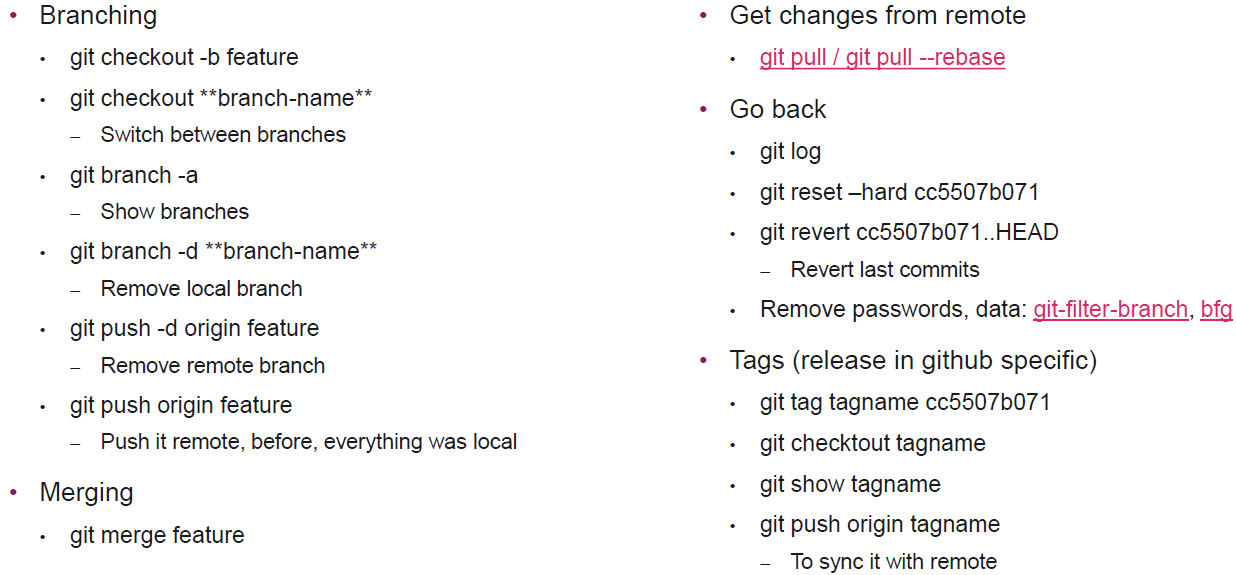 • Branching
• git checkout -b feature
• git checkout **branch-name**
– Switch between branches
• git branch -a
– Show branches
• git branch -d **branch-name**
– Remove local branch
• git push -d origin feature
– Remove remote branch
• git push origin feature
– Push it remote, before, everything was local
• Merging
• git merge feature
• Get changes from remote
• git pull / git pull --rebase
• Go back
• git log
• git reset –hard cc5507b071
• git revert cc5507b071..HEAD
– Revert last commits
• Remove passwords, data: git-filter-branch, bfg
• Tags (release in github specific)
• git tag tagname cc5507b071
• git checktout tagname
• git show tagname
• git push origin tagname
– To sync it with remote